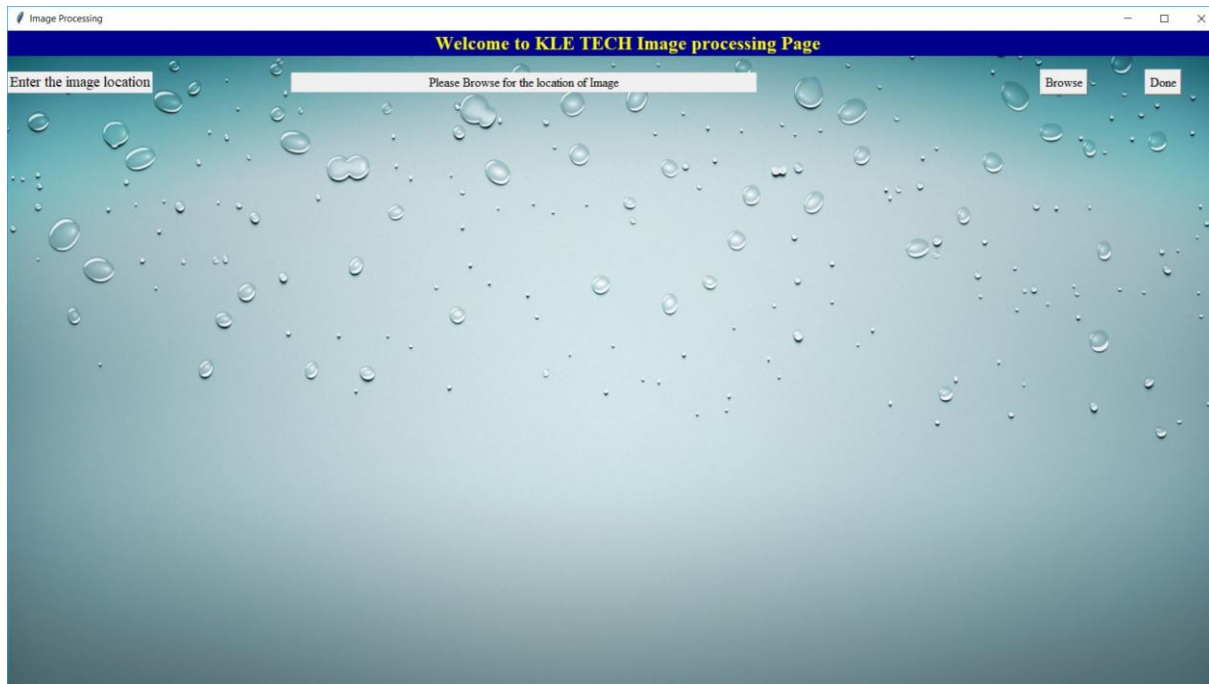 Image Processing
Welcome to KLE TECH Image processing Page
Enter the image location Please Browse for the location of Image Browse Done